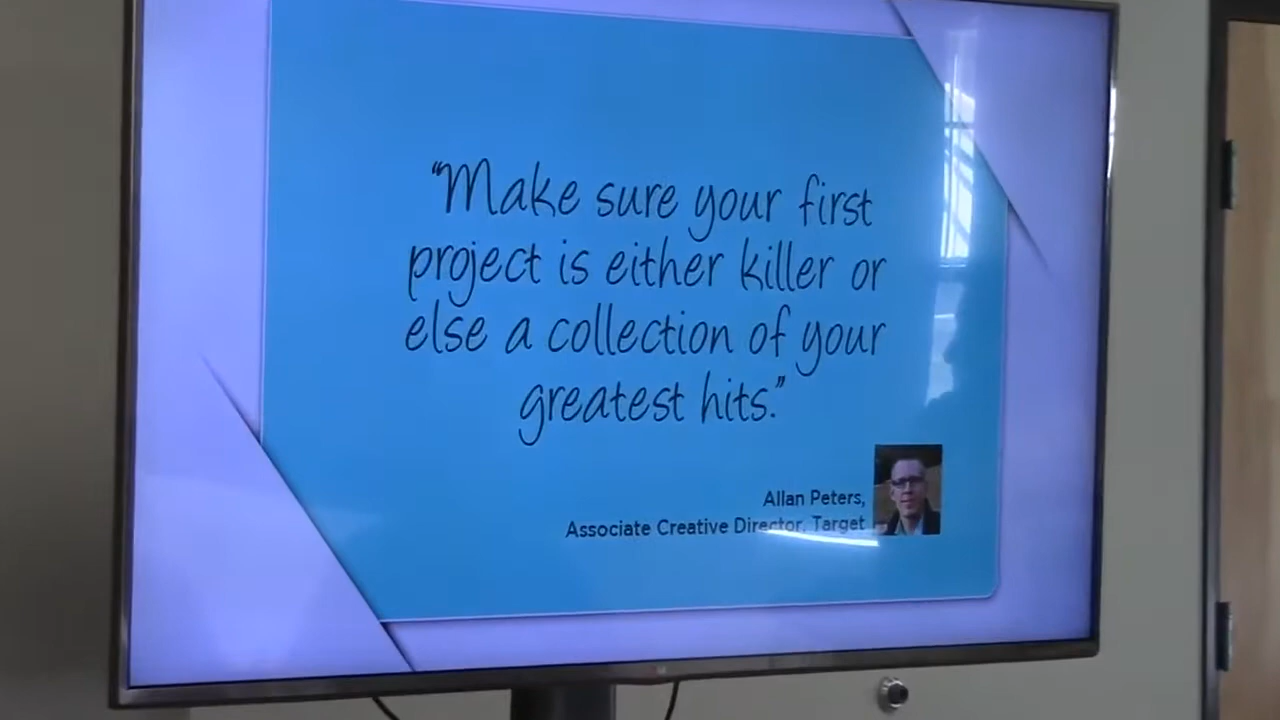 “Make sure your first
project is either killer or
else a collection of your
greatest hits.”
Allan Peters,
Associate Creative Director, Target